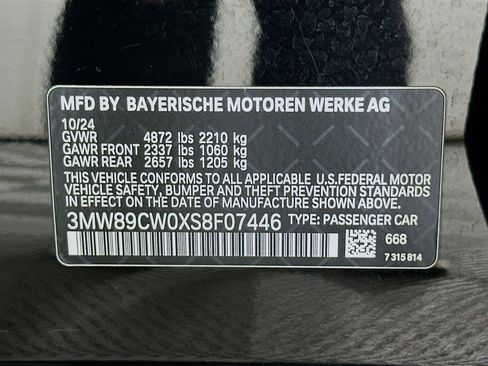 MFD BY BAYERISCHE MOTOREN WERKE AG
10/24
GVWR 4872 lbs 2210 kg
GAWR FRONT 2337 lbs 1060 kg
GAWR REAR 2657 lbs 1205 kg
THIS VEHICLE CONFORMS TO ALL APPLICABLE U.S.FEDERAL MOTOR
VEHICLE SAFETY, BUMPER, AND THEFT PREVENTION STANDARDS
IN EFFECT ON THE DATE OF MANUFACTURE SHOWN ABOVE.
3MW89CW0XS8F07446 TYPE: PASSENGER CAR
668
7 315 814